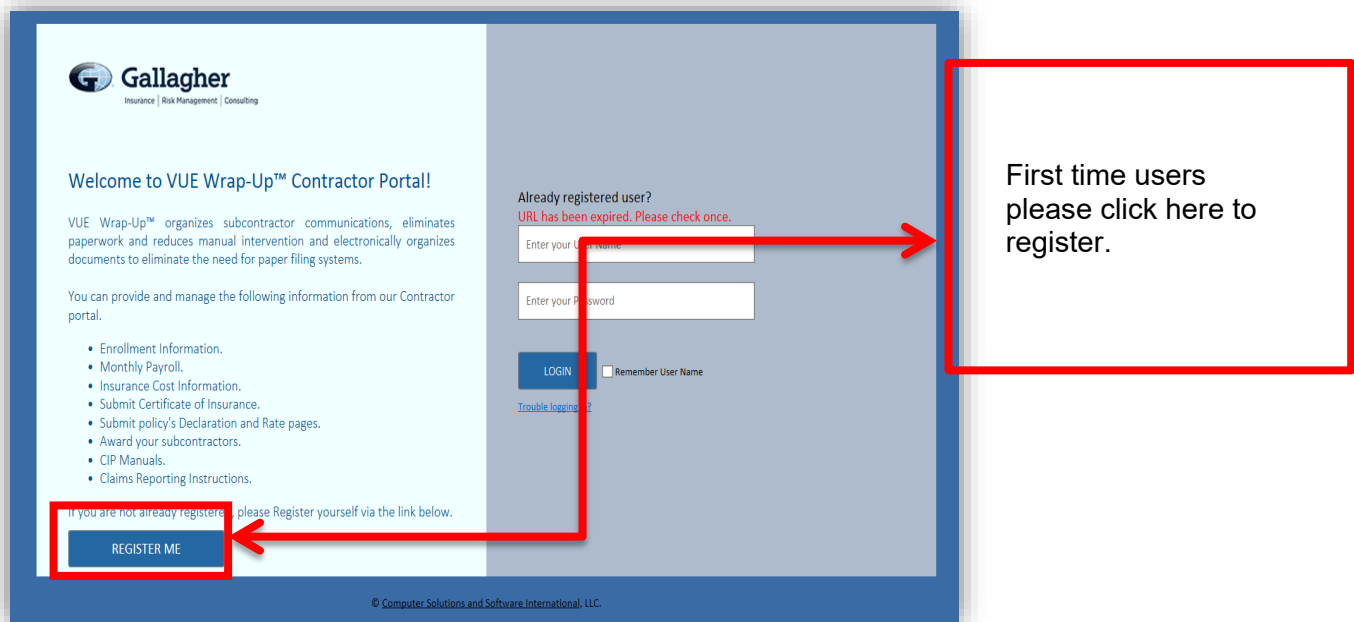 Gallagher
Insurance | Risk Management | Consulting
Welcome to VUE Wrap-Up™ Contractor Portal!
VUE Wrap-Up™ organizes subcontractor communications, eliminates
paperwork and reduces manual intervention and electronically organizes
documents to eliminate the need for paper filing systems.
You can provide and manage the following information from our Contractor
portal.
• Enrollment Information.
• Monthly Payroll.
• Insurance Cost Information.
• Submit Certificate of Insurance.
• Submit policy's Declaration and Rate pages.
• Award your subcontractors.
• CIP Manuals.
• Claims Reporting Instructions.
If you are not already registered, please Register yourself via the link below.
REGISTER ME
Already registered user?
URL has been expired. Please check once.
Enter your User Name
Enter your Password
LOGIN
Remember User Name
Trouble logging in?
© Computer Solutions and Software International, LLC.
First time users
please click here to
register.